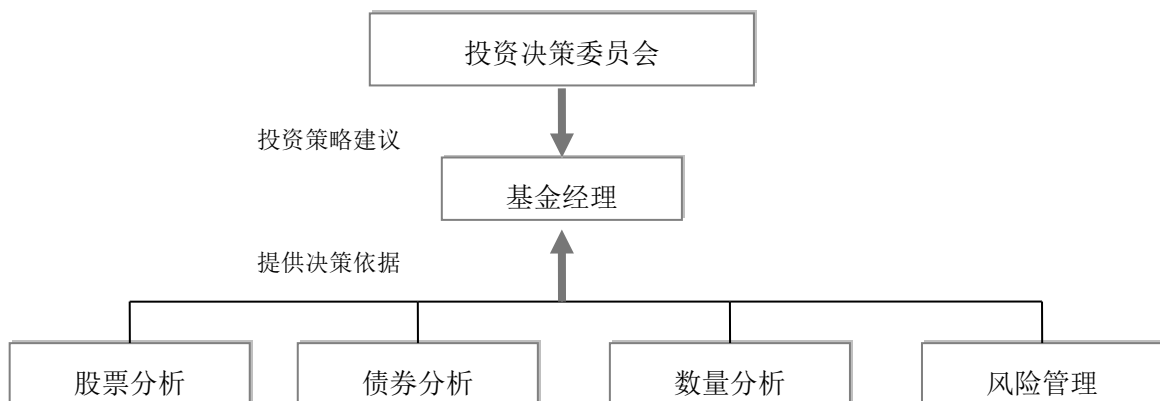 投资决策委员会
投资策略建议
基金经理
提供决策依据
股票分析
债券分析
数量分析
风险管理